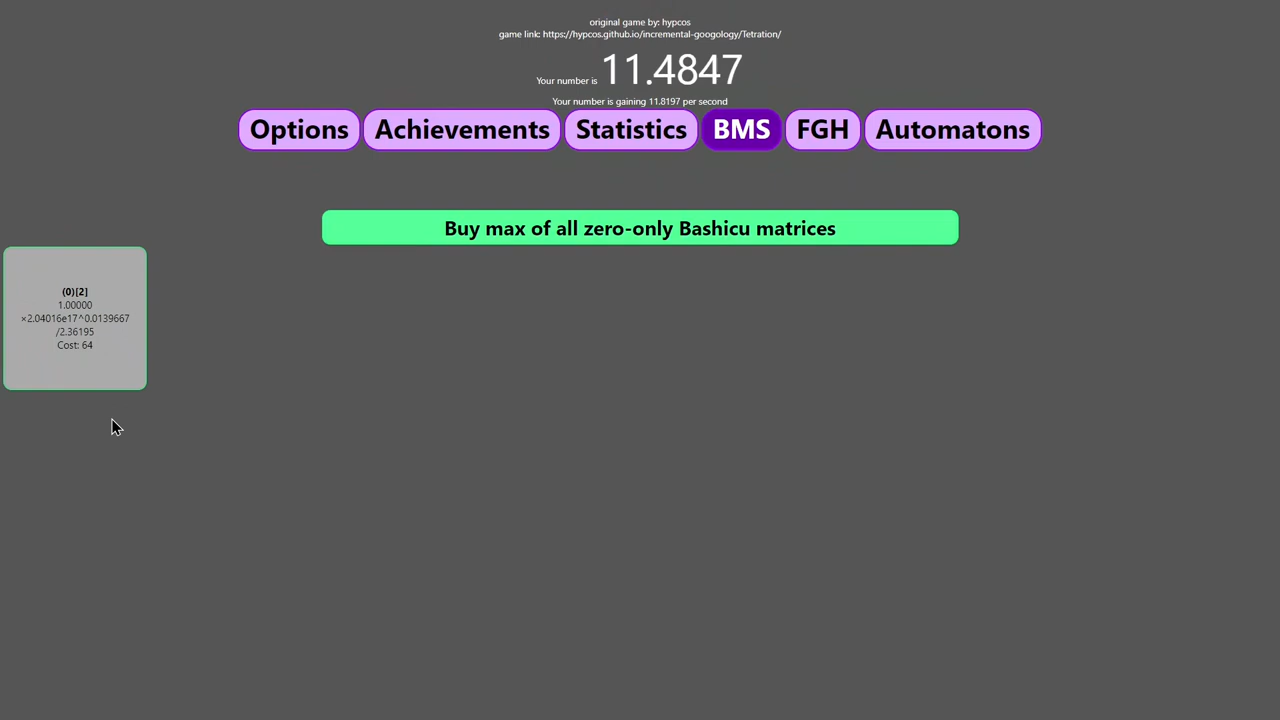 original game by: hypcos
game link: https://hypcos.github.io/incremental-googology/Tetration/
Your number is 11.4847
Your number is gaining 11.8197 per second
Options Achievements Statistics BMS FGH Automatons
Buy max of all zero-only Bashicu matrices
(0)[2]
1.00000
×2.04016e17^0.0139667
/2.36195
Cost: 64